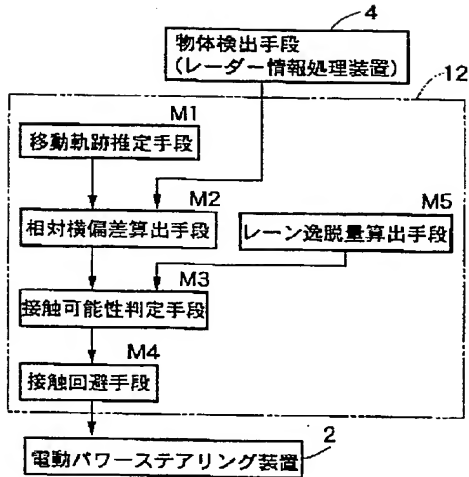 4
物体検出手段
(レーダー情報処理装置)
12
M1
移動軌跡推定手段
M2
相対横偏差算出手段
M5
レーン逸脱量算出手段
M3
接触可能性判定手段
M4
接触回避手段
2
電動パワーステアリング装置